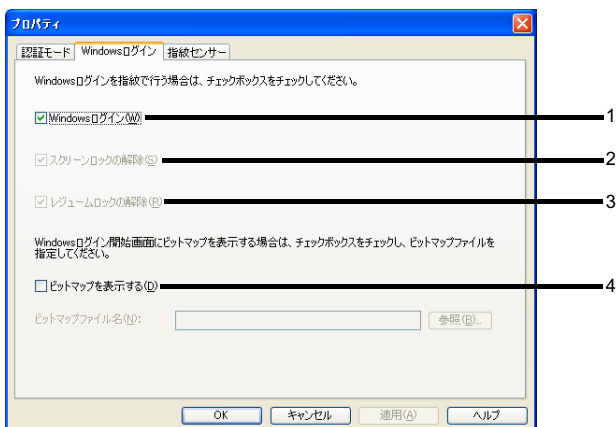 プロパティ
認証モード
Windowsログイン
指紋センサー
Windowsログインを指紋で行う場合は、チェックボックスをチェックしてください。
Windowsログイン(W)
1
スクリーンロックの解除(S)
2
レジュームロックの解除(R)
3
Windowsログイン開始画面にビットマップを表示する場合は、チェックボックスをチェックし、ビットマップファイルを
指定してください。
ビットマップを表示する(D)
4
ビットマップファイル名(N):
参照(B)...
OK
キャンセル
適用(A)
ヘルプ